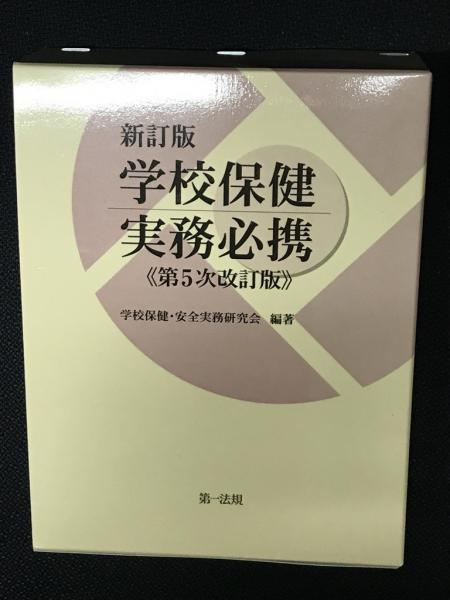 新訂版
学校保健
実務必携
《第5次改訂版》
学校保健・安全実務研究会 編著
第一法規